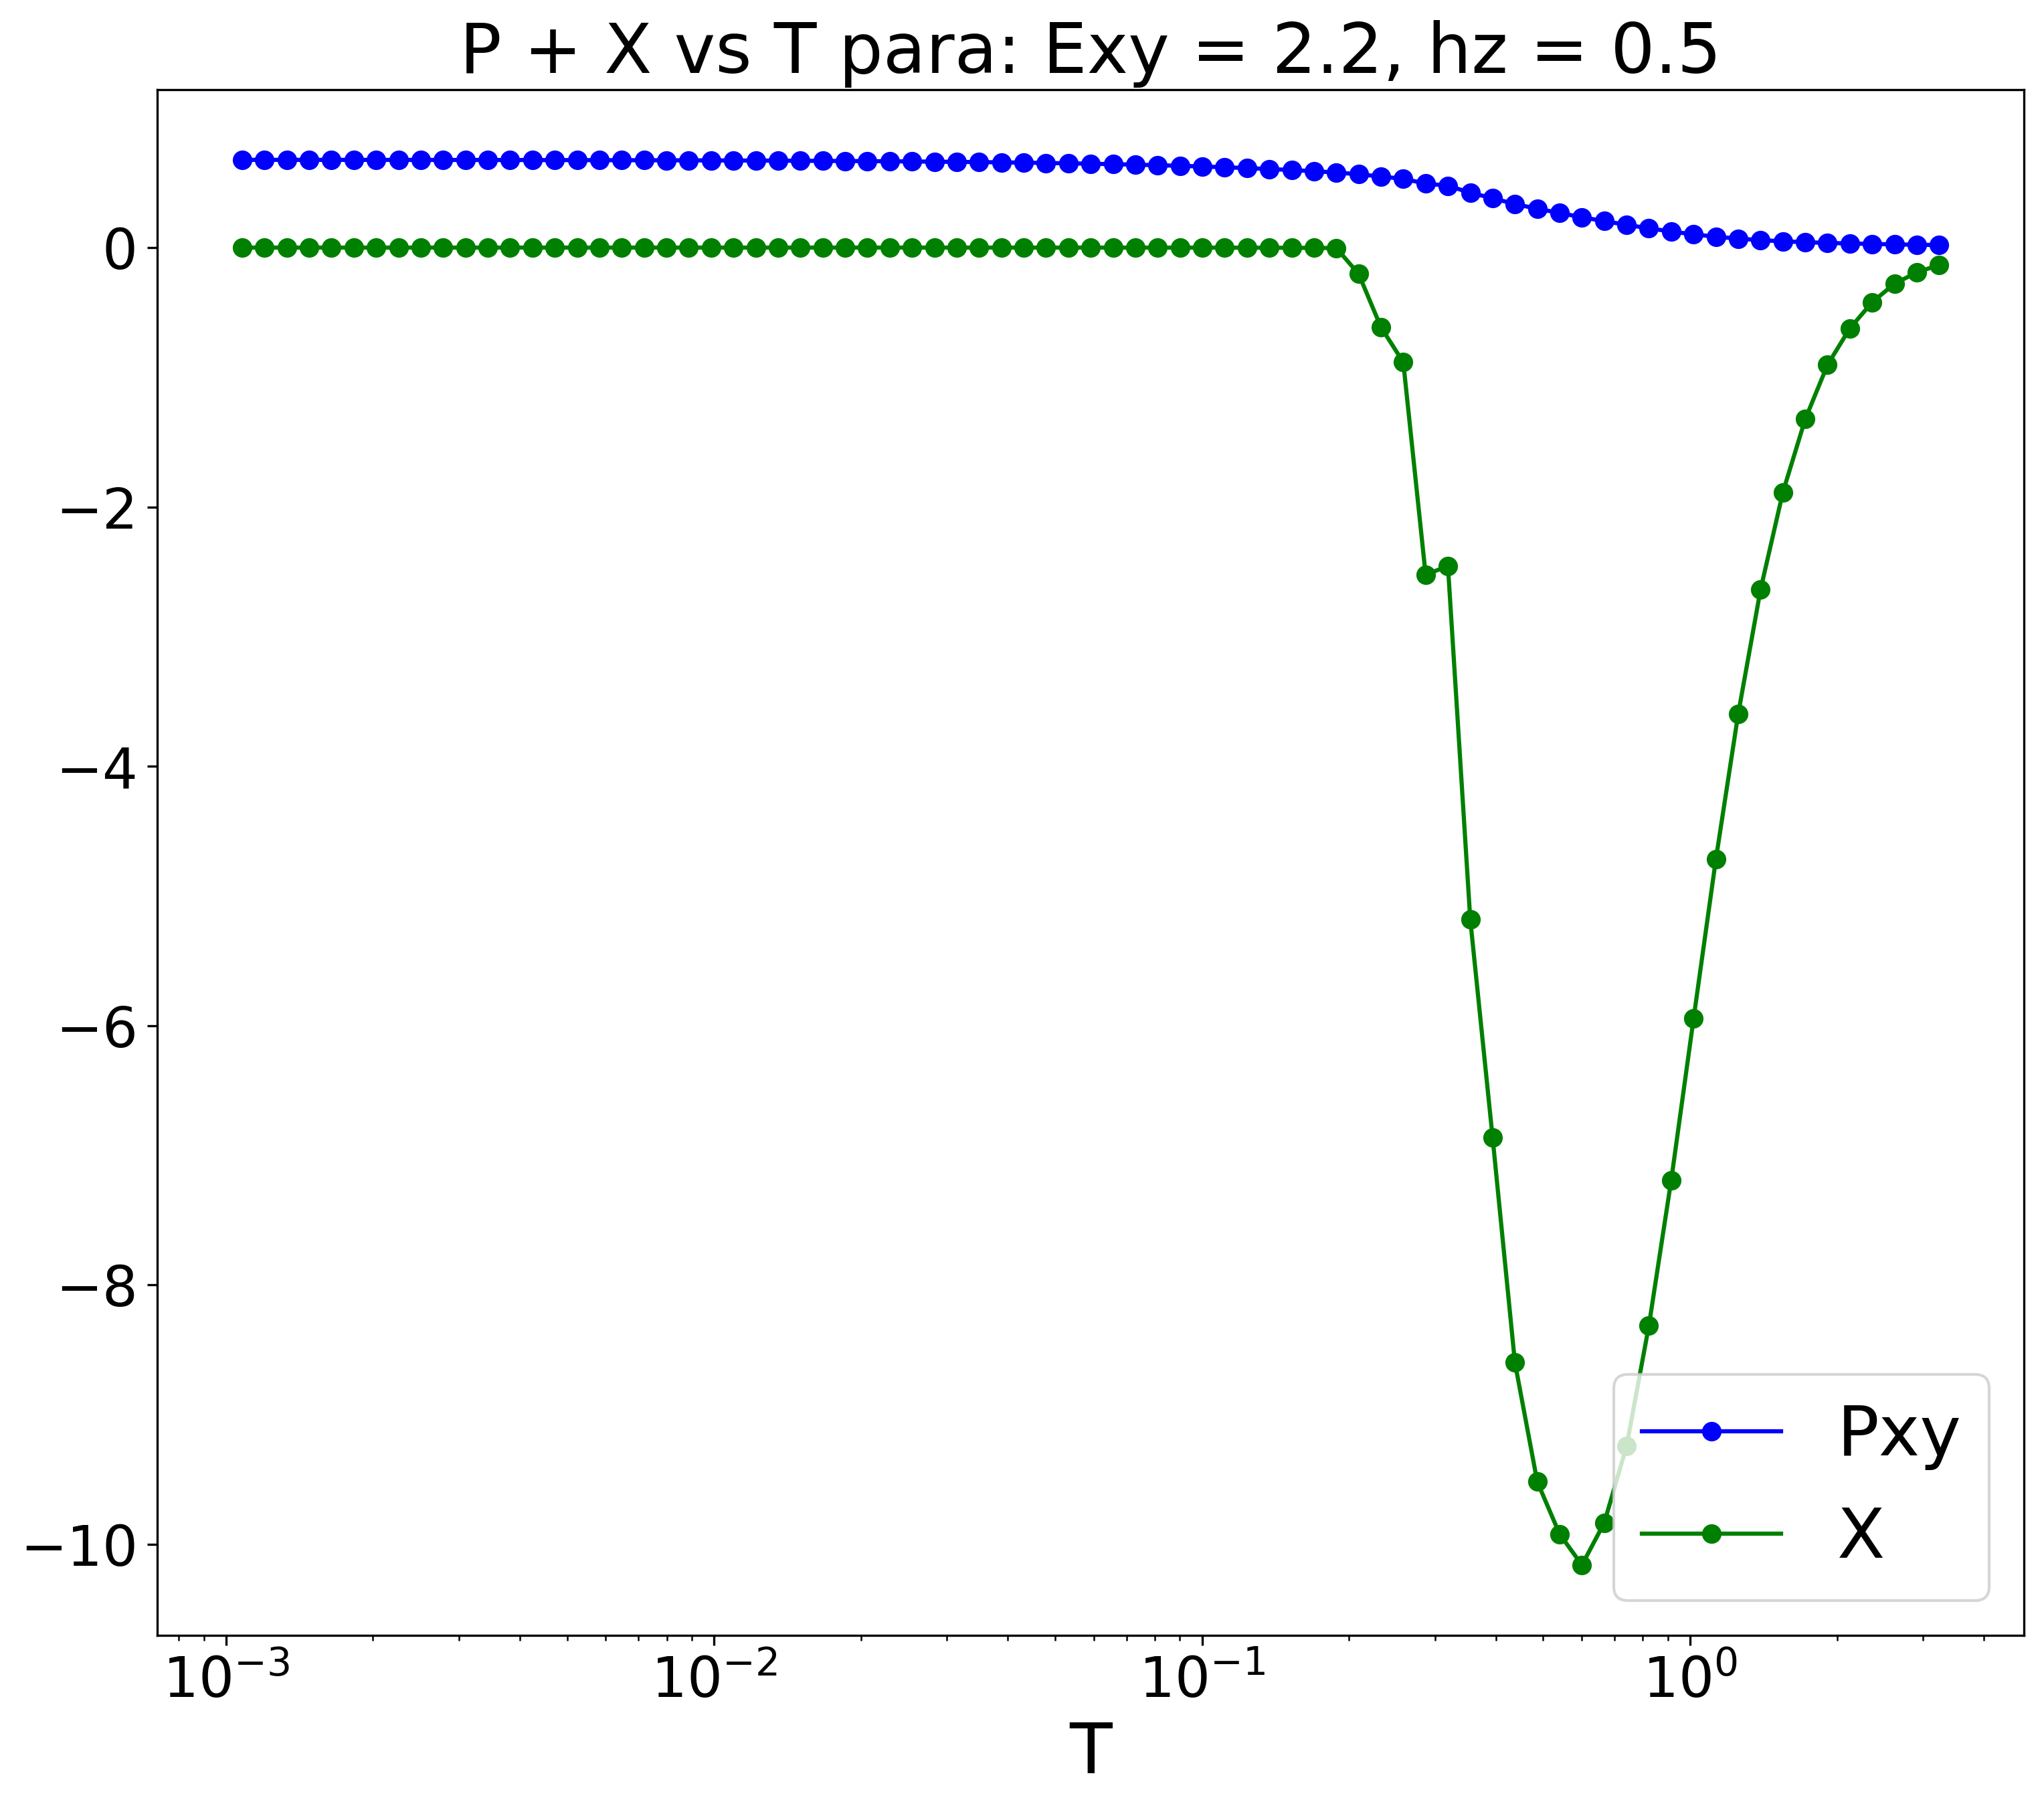 P + X vs T para: Exy = 2.2, hz = 0.5
0
−2
−4
−6
−8
−10
Pxy
X
10⁻³ 10⁻² 10⁻¹ 10⁰
T